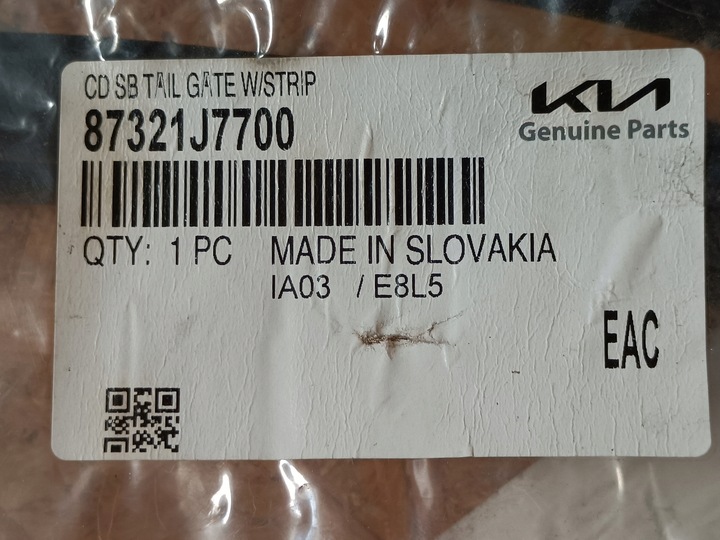 CD SB TAIL GATE W/STRIP
87321J7700
KIA
Genuine Parts
QTY: 1 PC MADE IN SLOVAKIA
IA03 / E8L5
EAC